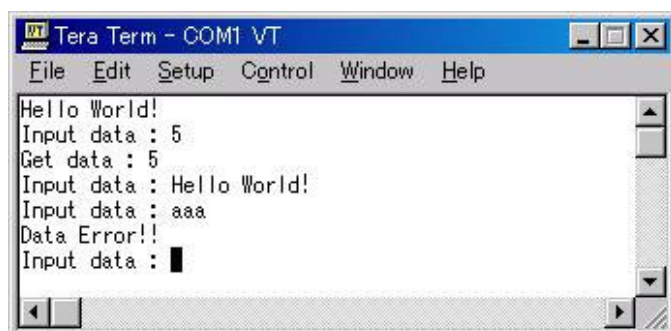 Tera Term - COM1 VT
File Edit Setup Control Window Help
Hello World!
Input data : 5
Get data : 5
Input data : Hello World!
Input data : aaa
Data Error!!
Input data :